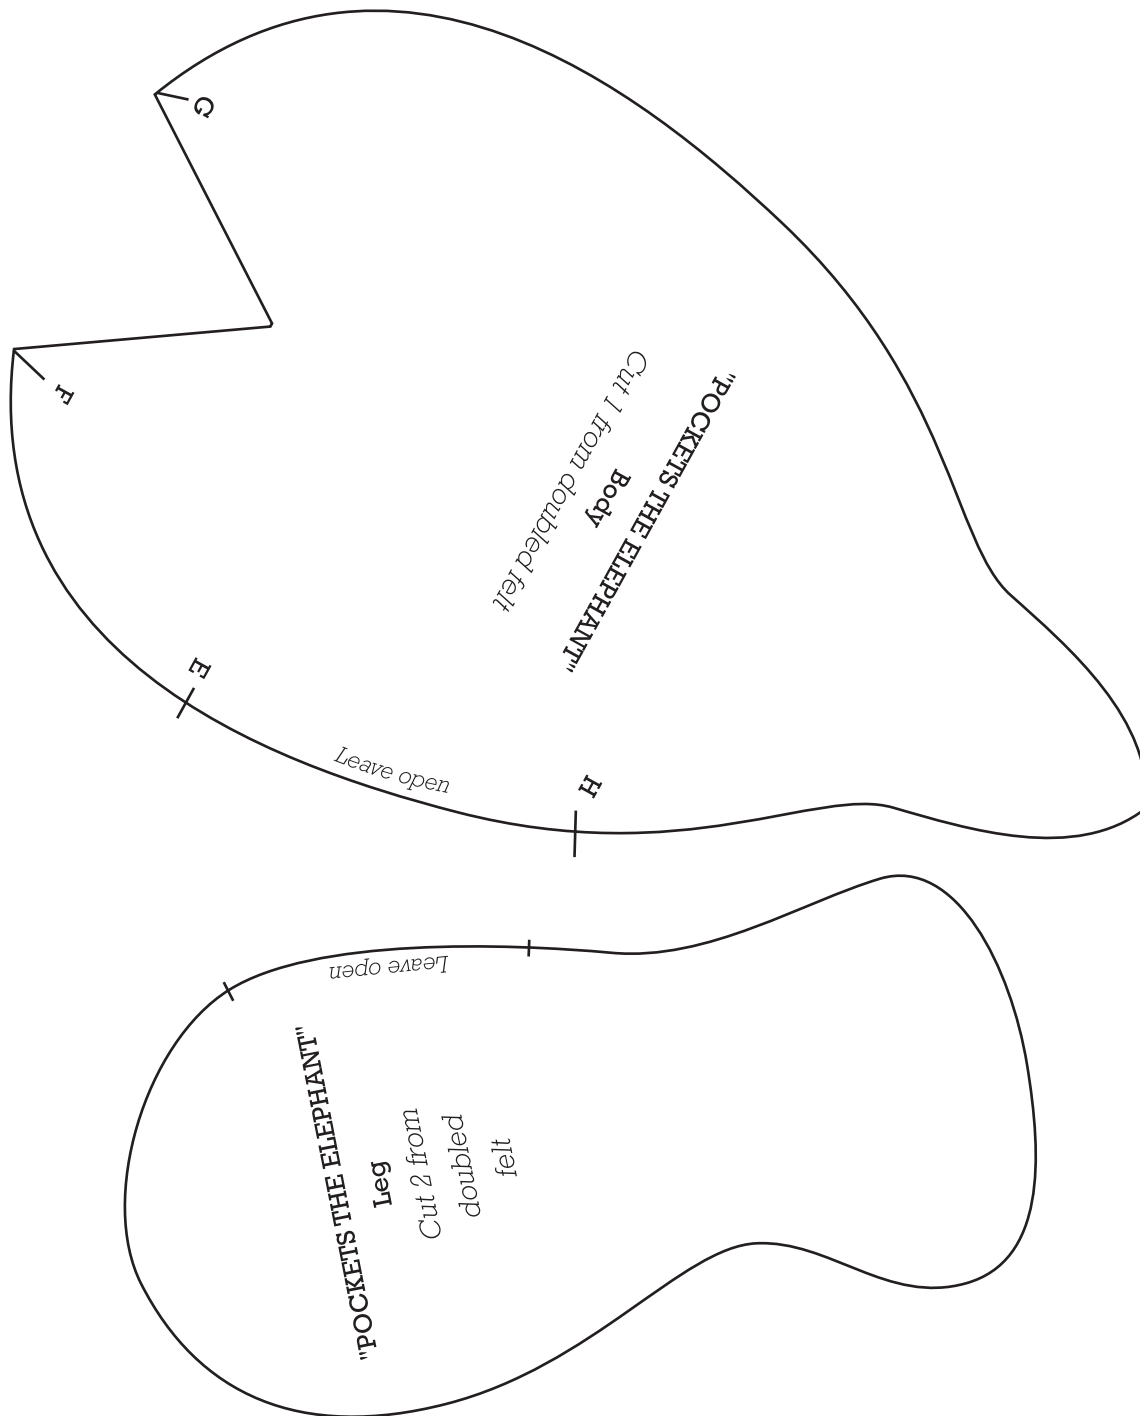 G
F
"POCKETS THE ELEPHANT"
Body
Cut 1 from doubled felt
E
Leave open
H
Leave open
"POCKETS THE ELEPHANT"
Leg
Cut 2 from
doubled
felt